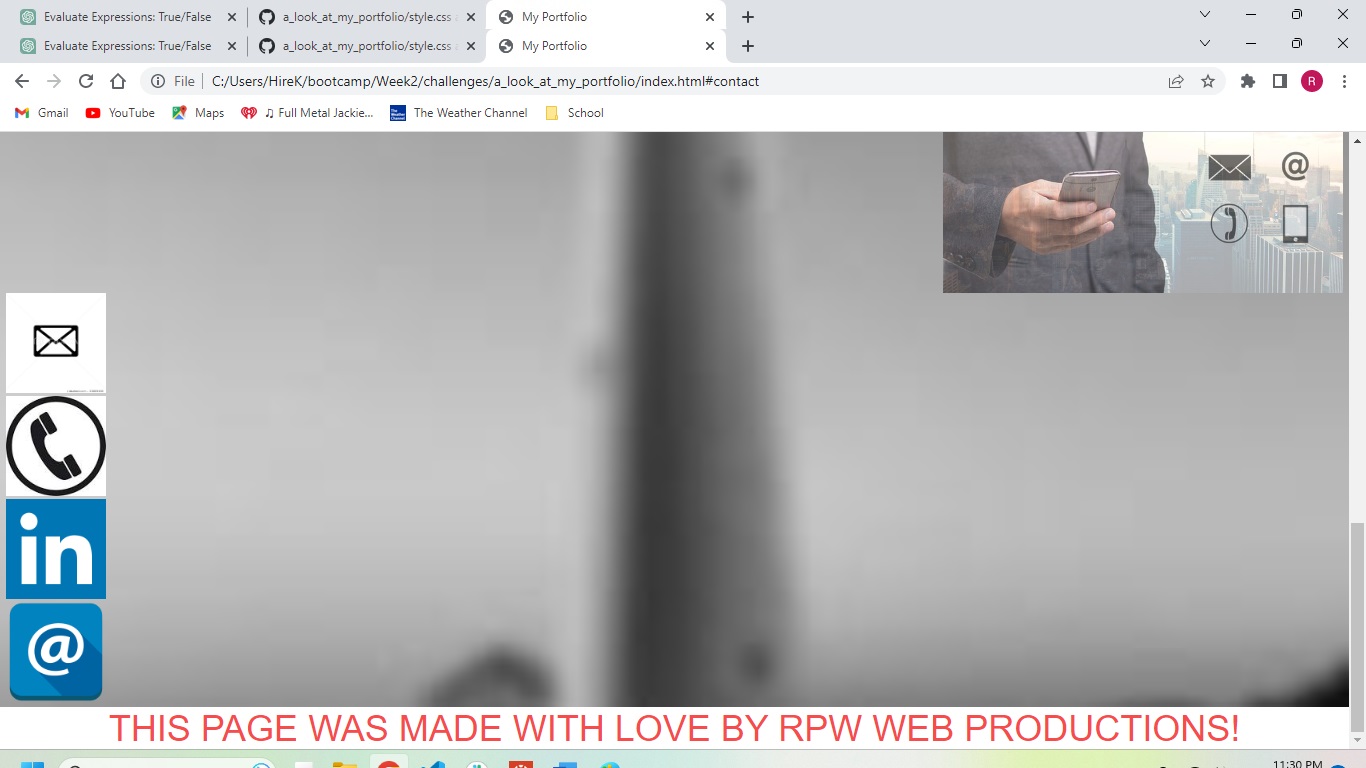 Evaluate Expressions: True/False a_look_at_my_portfolio/style.css My Portfolio
Evaluate Expressions: True/False a_look_at_my_portfolio/style.css My Portfolio
File C:/Users/HireK/bootcamp/Week2/challenges/a_look_at_my_portfolio/index.html#contact R
Gmail YouTube Maps ♫ Full Metal Jackie... The Weather Channel School
in
@
@
THIS PAGE WAS MADE WITH LOVE BY RPW WEB PRODUCTIONS!
11:30 PM